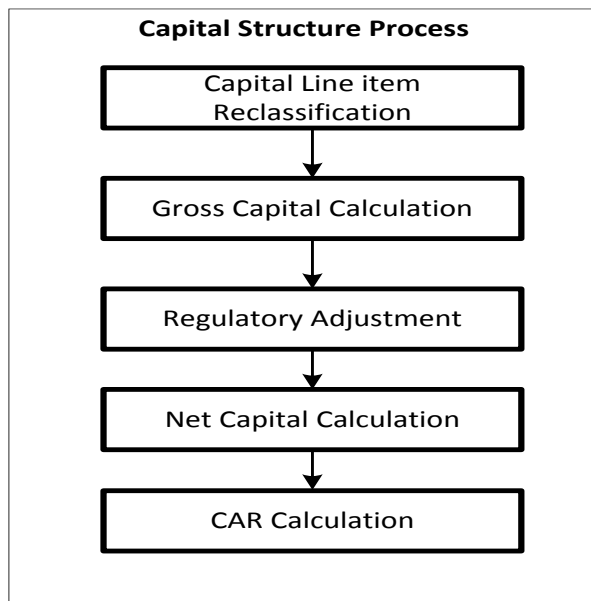 Capital Structure Process
Capital Line item
Reclassification
Gross Capital Calculation
Regulatory Adjustment
Net Capital Calculation
CAR Calculation